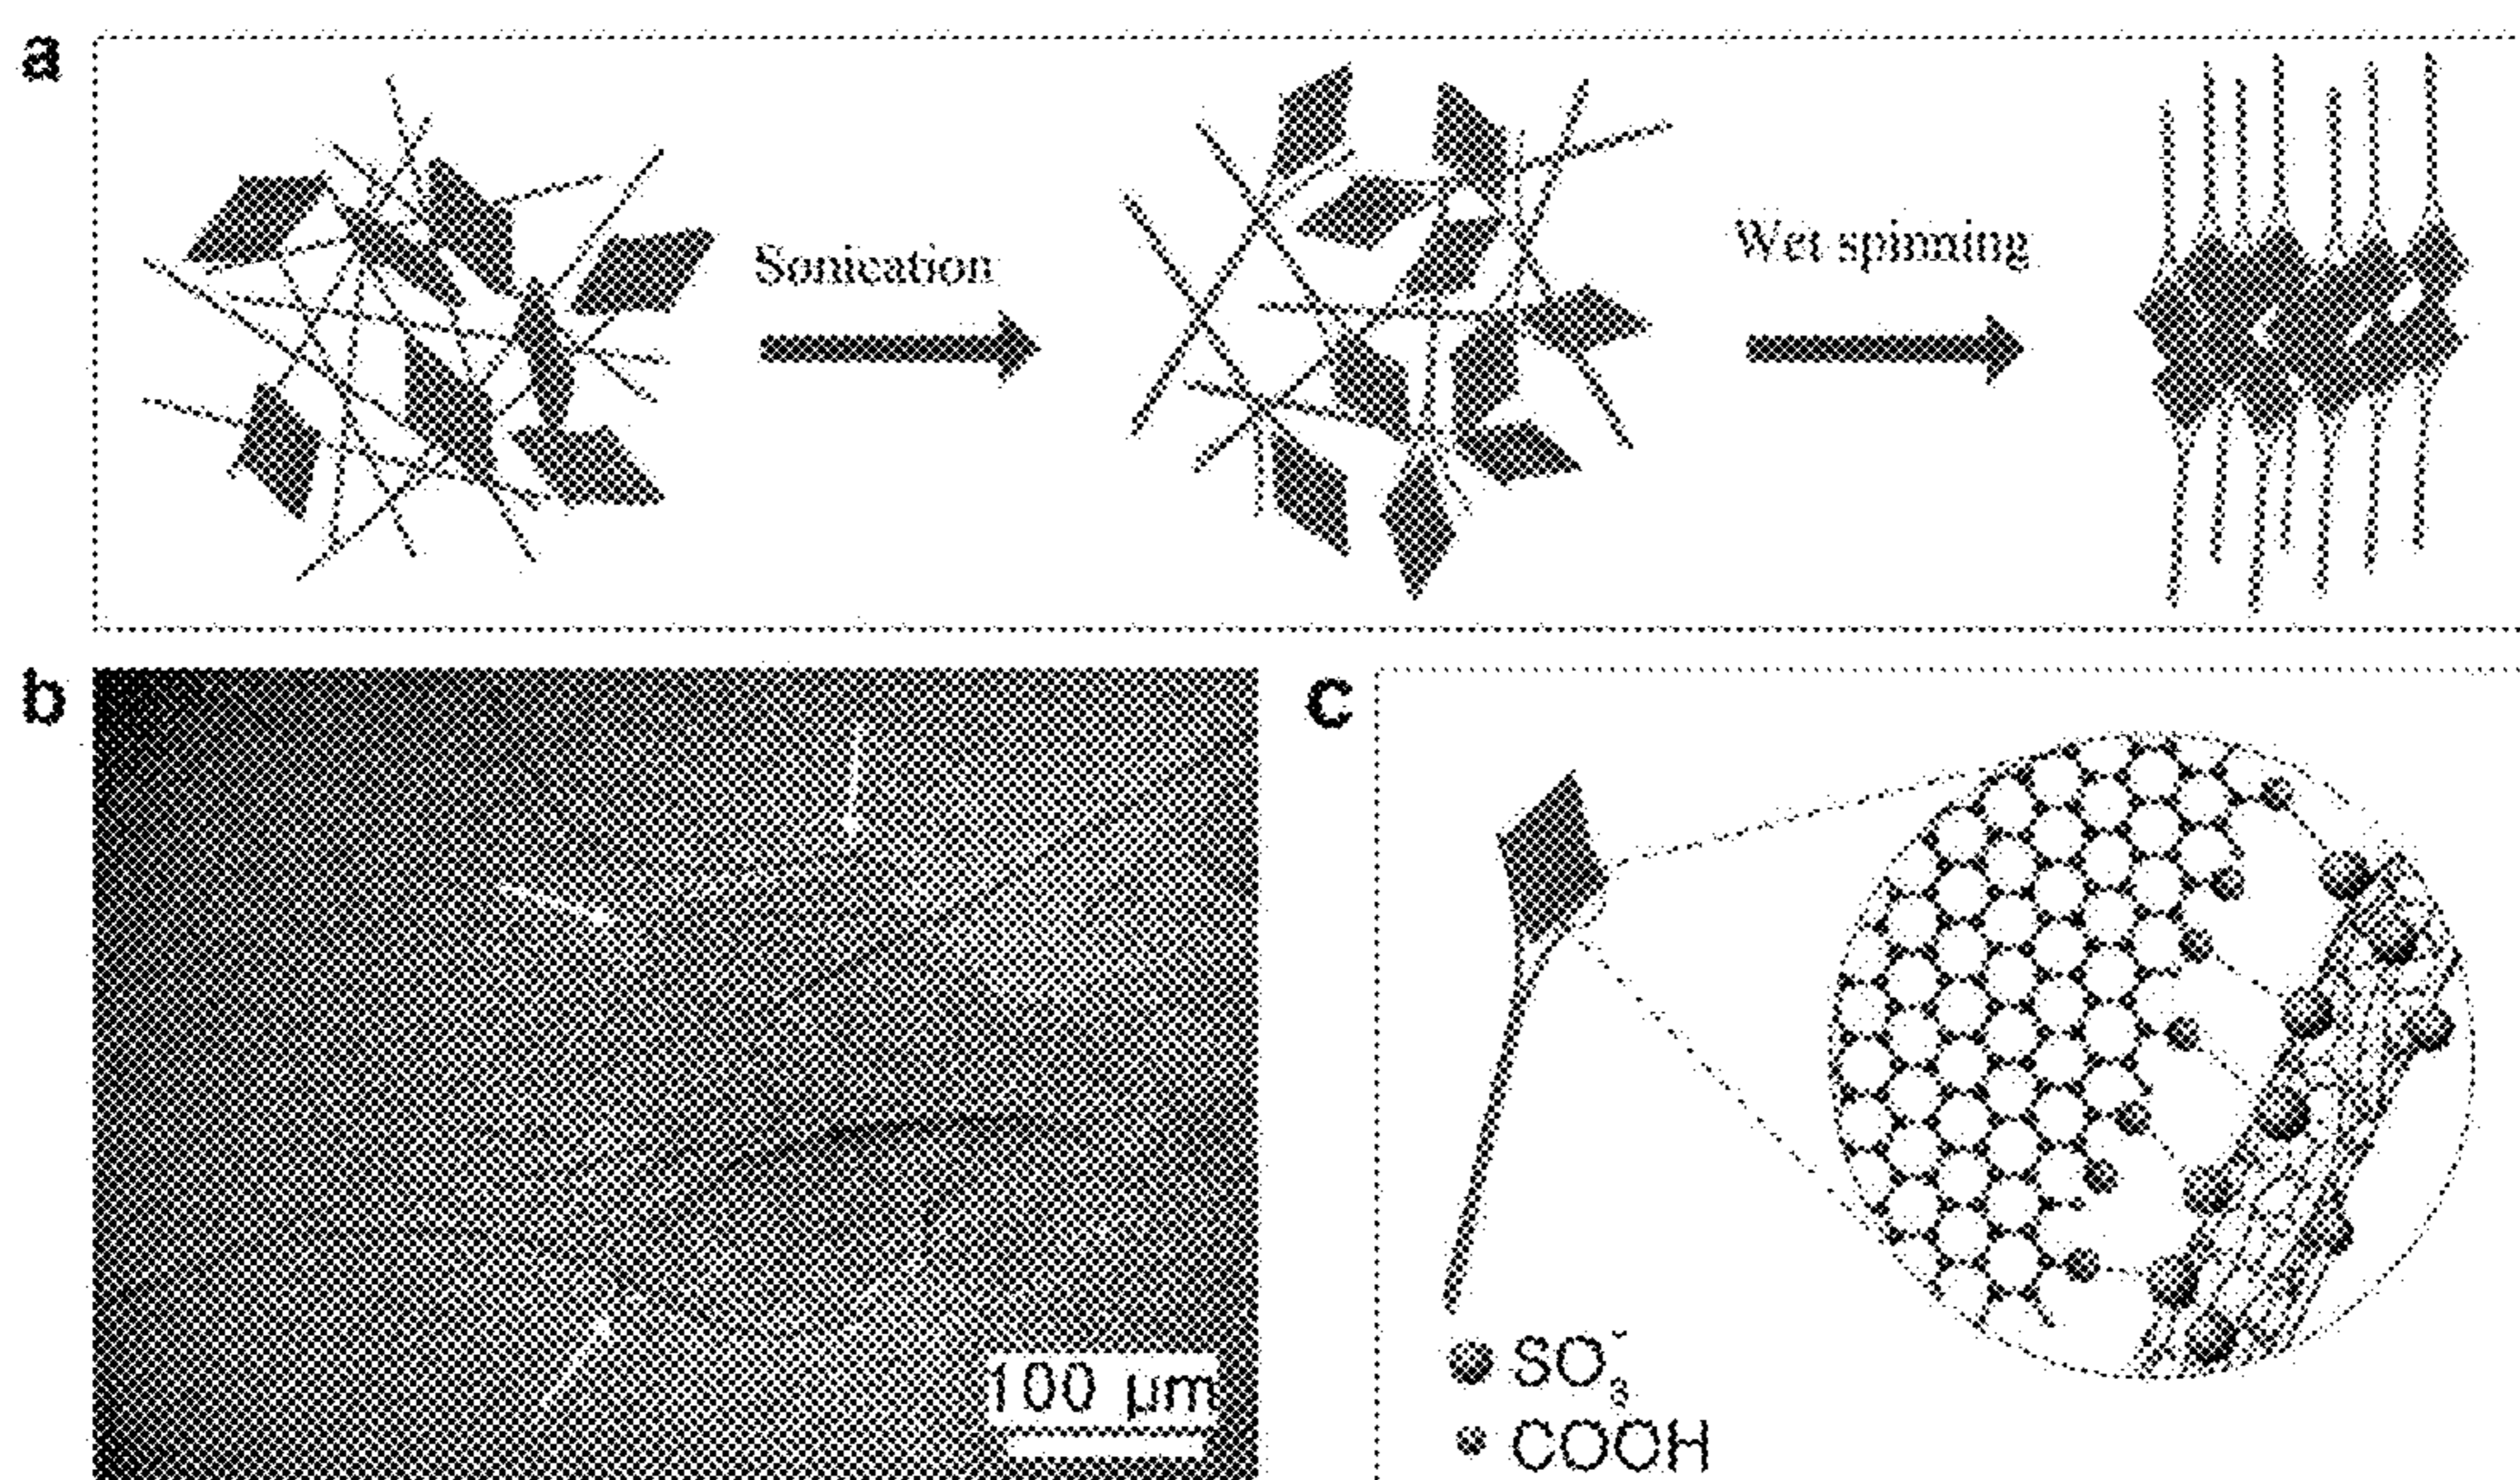 a
Sonication
Wet spinning
b
100 μm
c
SO₃⁻
COOH